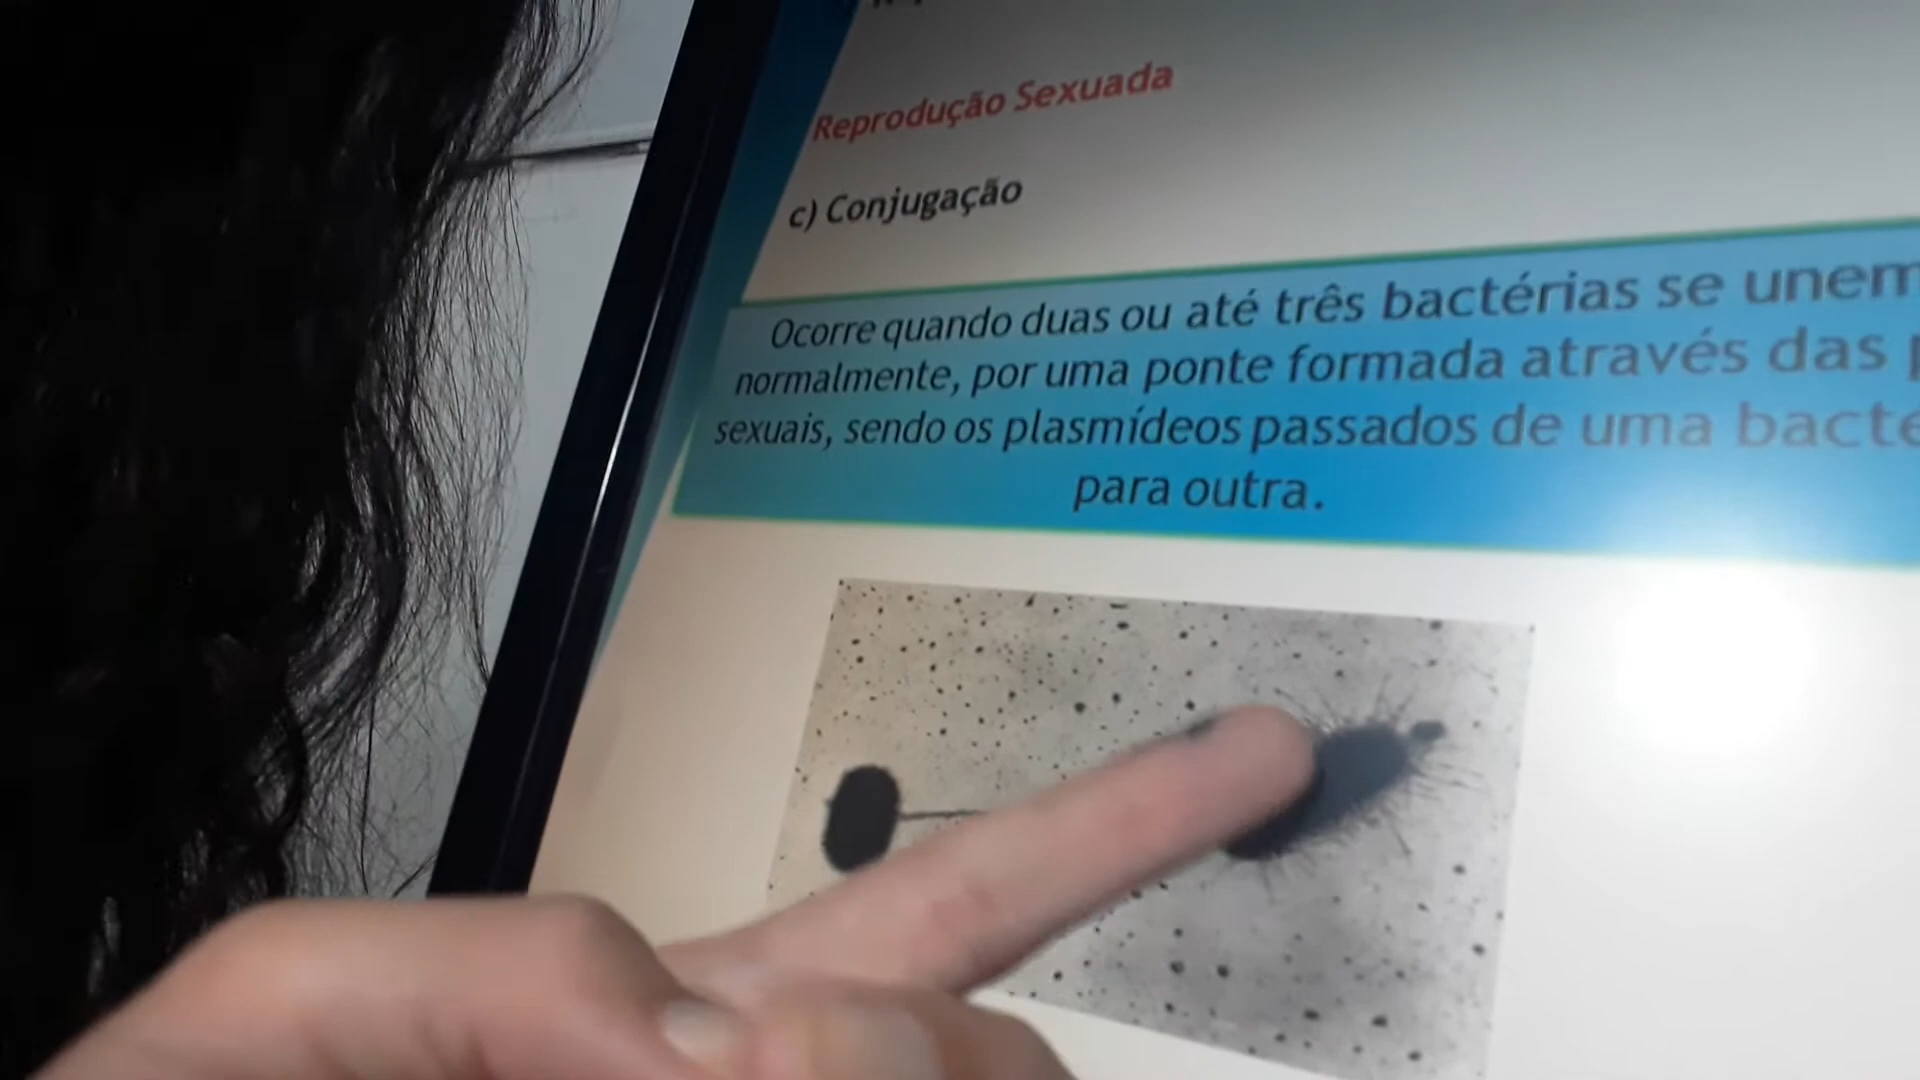 Reprodução Sexuada
c) Conjugação
Ocorre quando duas ou até três bactérias se unem
normalmente, por uma ponte formada através das
sexuais, sendo os plasmídeos passados de uma
para outra.